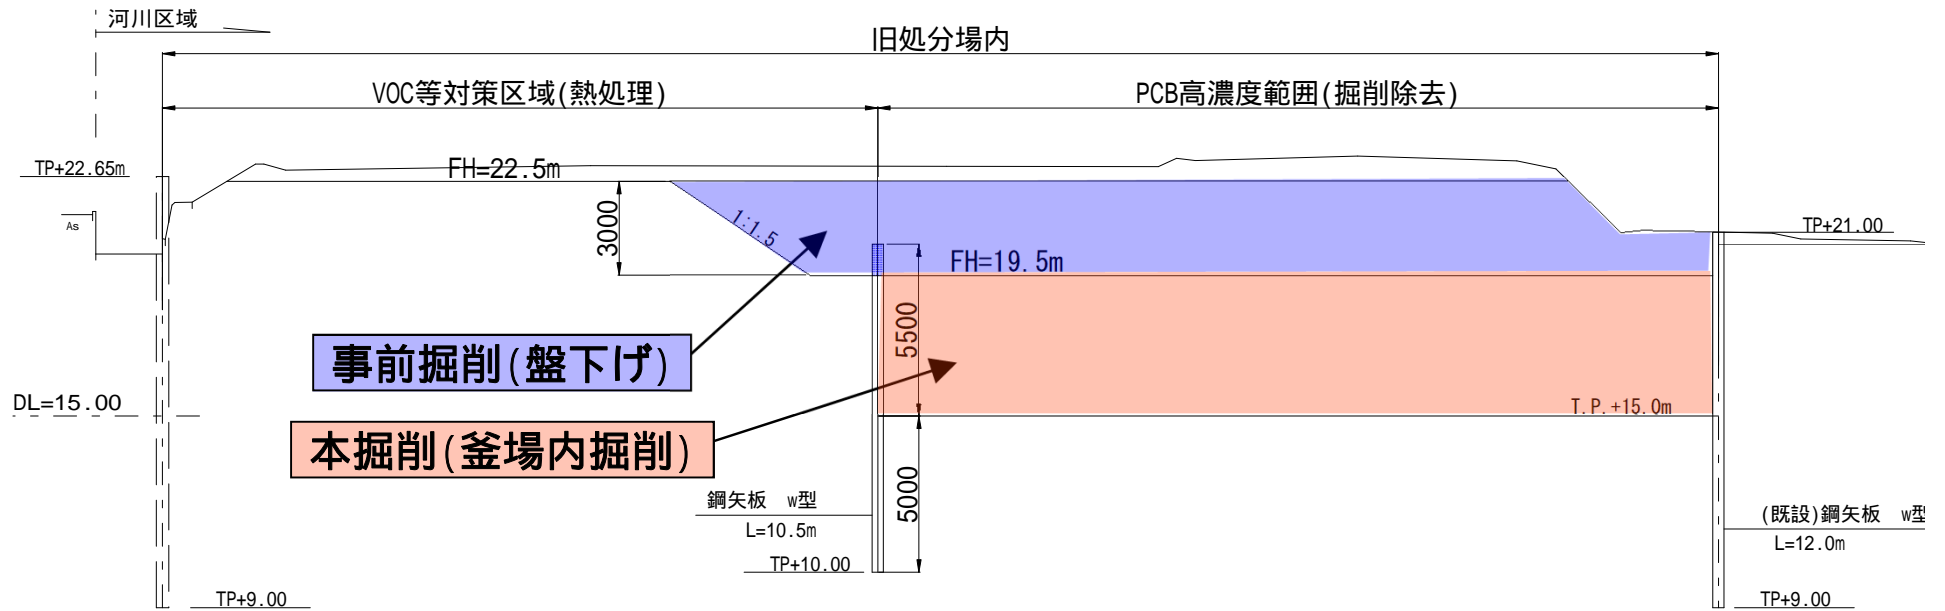 河川区域
旧処分場内
VOC等対策区域(熱処理)
PCB高濃度範囲(掘削除去)
TP+22.65m
FH=22.5m
As
3000
1:1.5
TP+21.00
FH=19.5m
5500
事前掘削(盤下げ)
DL=15.00
T.P.+15.0m
本掘削(釜場内掘削)
5000
鋼矢板 w型
L=10.5m
(既設)鋼矢板 w型
L=12.0m
TP+10.00
TP+9.00
TP+9.00